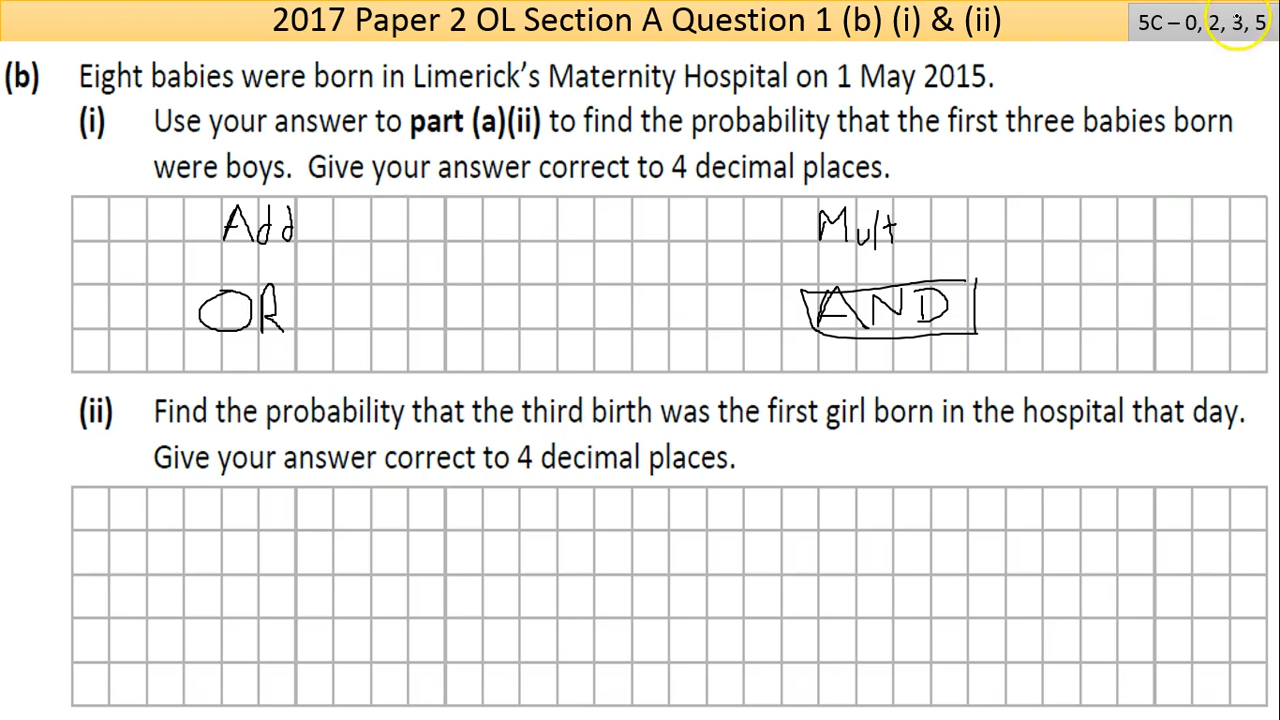 2017 Paper 2 OL Section A Question 1 (b) (i) & (ii)
5C – 0, 2, 3, 5
(b) Eight babies were born in Limerick’s Maternity Hospital on 1 May 2015.
(i) Use your answer to part (a)(ii) to find the probability that the first three babies born
were boys. Give your answer correct to 4 decimal places.
Add Mult
OR AND
(ii) Find the probability that the third birth was the first girl born in the hospital that day.
Give your answer correct to 4 decimal places.